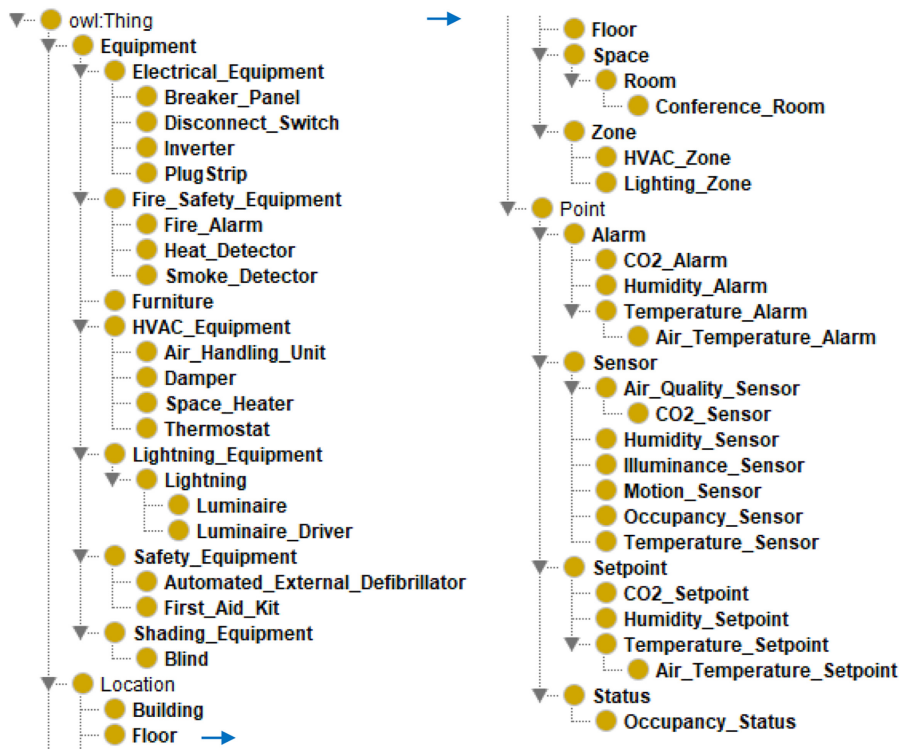 owl:Thing
Equipment
Electrical_Equipment
Breaker_Panel
Disconnect_Switch
Inverter
PlugStrip
Fire_Safety_Equipment
Fire_Alarm
Heat_Detector
Smoke_Detector
Furniture
HVAC_Equipment
Air_Handling_Unit
Damper
Space_Heater
Thermostat
Lightning_Equipment
Lightning
Luminaire
Luminaire_Driver
Safety_Equipment
Automated_External_Defibrillator
First_Aid_Kit
Shading_Equipment
Blind
Location
Building
Floor
Floor
Space
Room
Conference_Room
Zone
HVAC_Zone
Lighting_Zone
Point
Alarm
CO2_Alarm
Humidity_Alarm
Temperature_Alarm
Air_Temperature_Alarm
Sensor
Air_Quality_Sensor
CO2_Sensor
Humidity_Sensor
Illuminance_Sensor
Motion_Sensor
Occupancy_Sensor
Temperature_Sensor
Setpoint
CO2_Setpoint
Humidity_Setpoint
Temperature_Setpoint
Air_Temperature_Setpoint
Status
Occupancy_Status